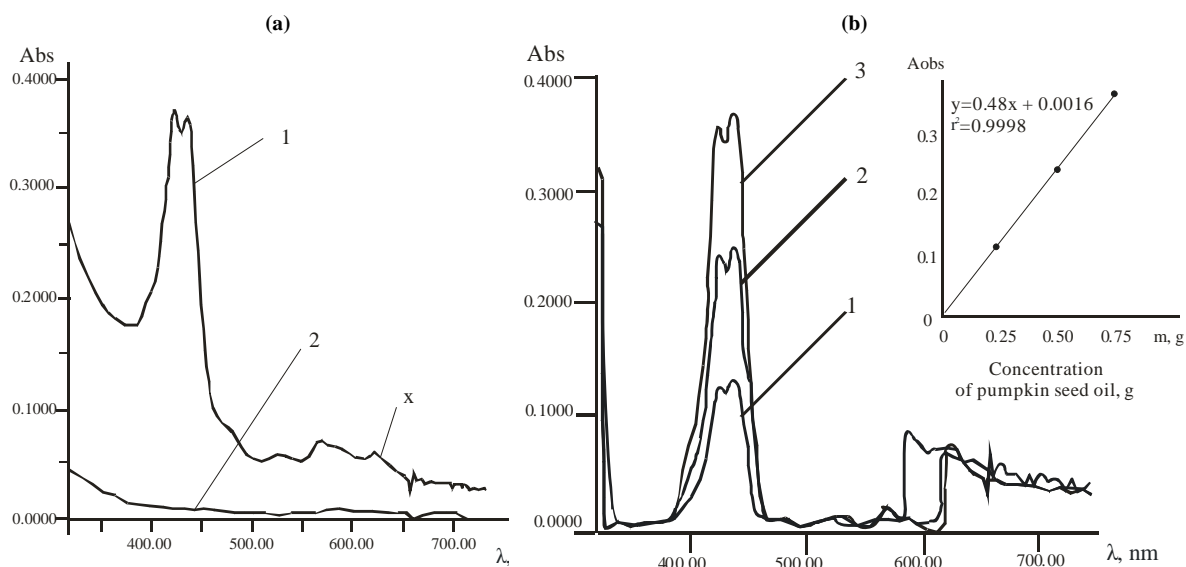 (a)
Abs
0.4000
0.3000
0.2000
0.1000
0.0000
1
2
x
400.00
500.00
600.00
700.00
λ,
(b)
Abs
0.4000
0.3000
0.2000
0.1000
0.0000
3
2
1
400.00
500.00
600.00
700.00
λ, nm
Aobs
y=0.48x + 0.0016
r²=0.9998
0.3
0.2
0.1
0
0
0.25
0.50
0.75
m, g
Concentration
of pumpkin seed oil, g